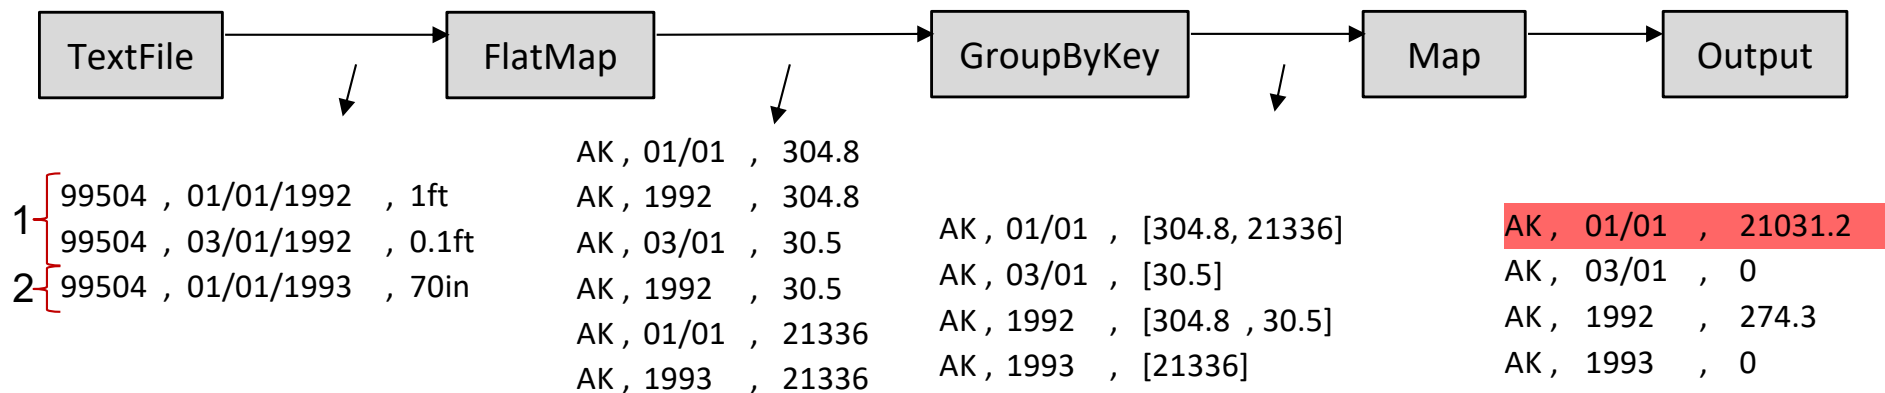 TextFile
FlatMap
GroupByKey
Map
Output
1
99504 , 01/01/1992 , 1ft
99504 , 03/01/1992 , 0.1ft
2
99504 , 01/01/1993 , 70in
AK , 01/01 , 304.8
AK , 1992 , 304.8
AK , 03/01 , 30.5
AK , 1992 , 30.5
AK , 01/01 , 21336
AK , 1993 , 21336
AK , 01/01 , [304.8, 21336]
AK , 03/01 , [30.5]
AK , 1992 , [304.8 , 30.5]
AK , 1993 , [21336]
AK , 01/01 , 21031.2
AK , 03/01 , 0
AK , 1992 , 274.3
AK , 1993 , 0